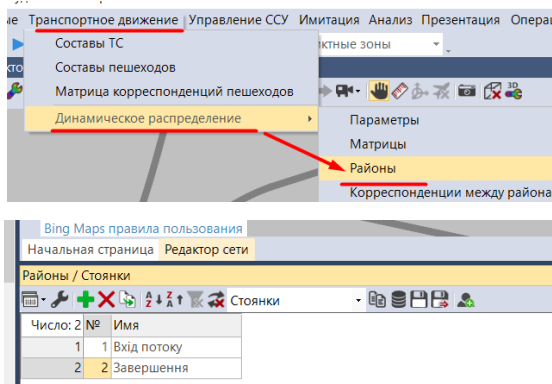 Транспортное движение Управление ССУ Имитация Анализ Презентация
Составы ТС
Составы пешеходов
Матрица корреспонденций пешеходов
Динамическое распределение
зоны
3D
Параметры
Матрицы
Районы
Корреспонденции между
Bing Maps правила пользования
Начальная страница Редактор сети
Районы / Стоянки
Стоянки
Число: 2 № Имя
1 1 Вхід потоку
2 2 Завершення